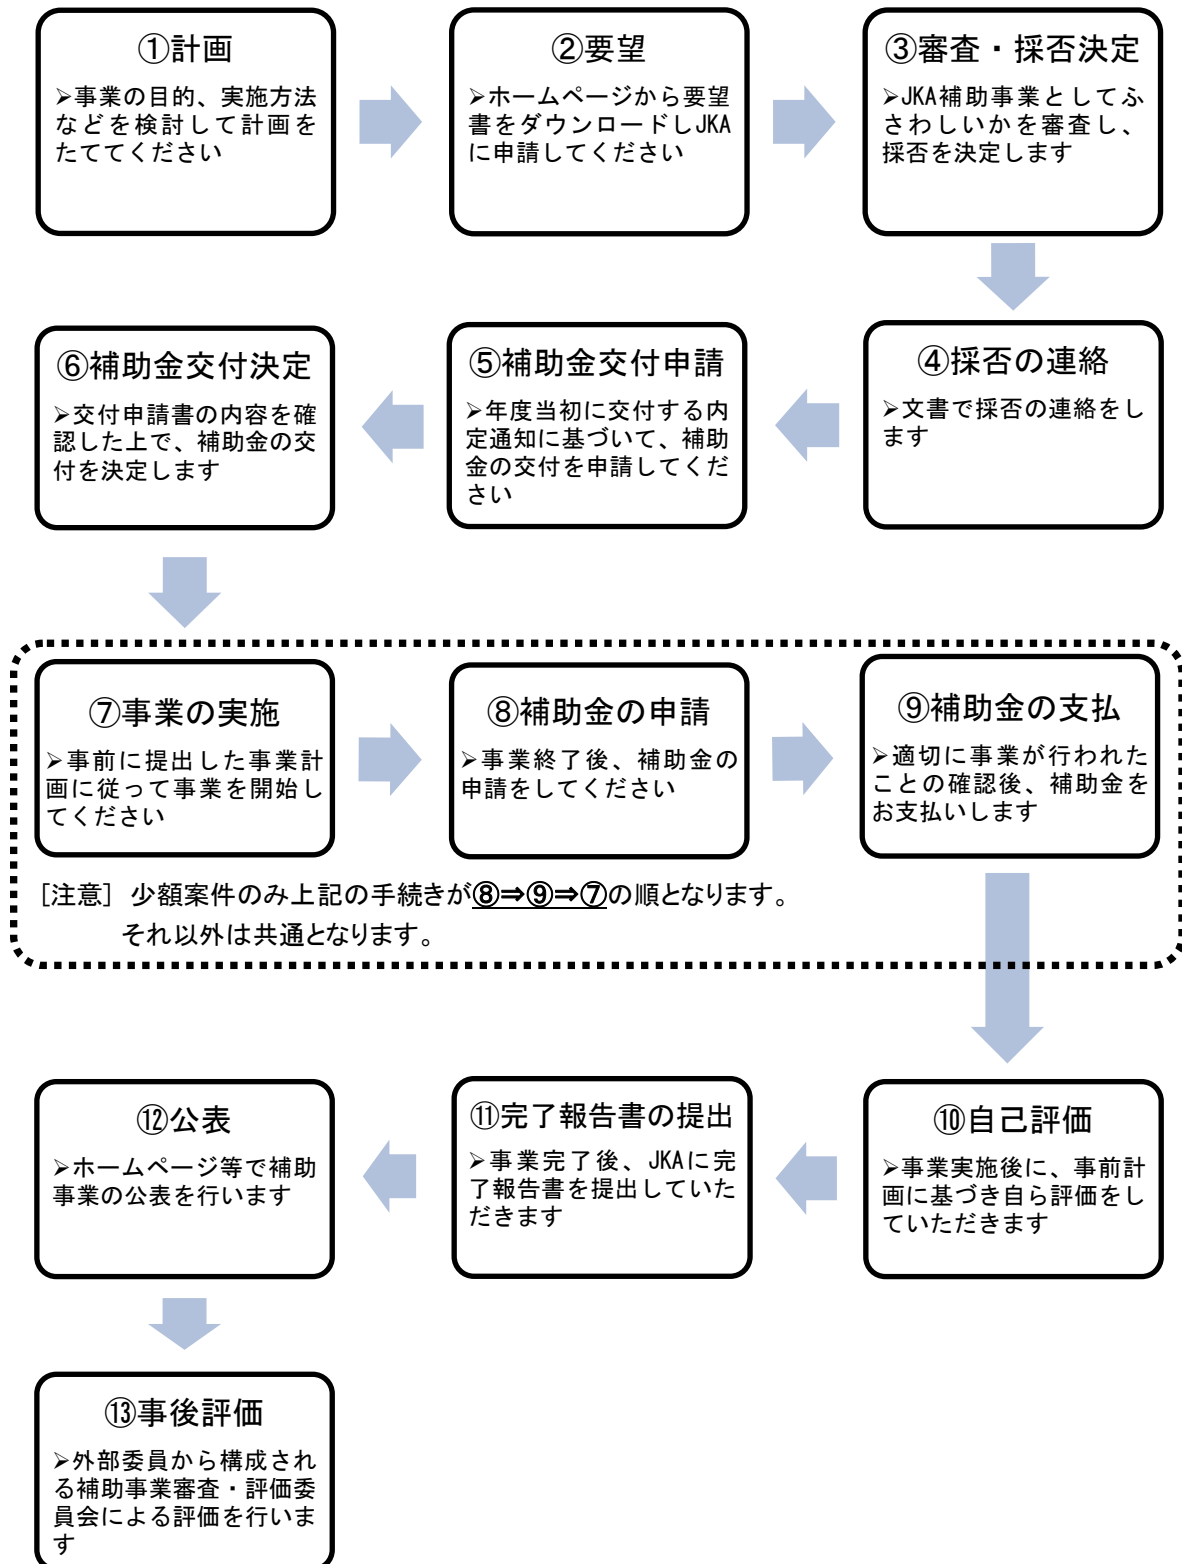 ①計画
➢事業の目的、実施方法
などを検討して計画を
たててください
②要望
➢ホームページから要望
書をダウンロードしJKA
に申請してください
③審査・採否決定
➢JKA補助事業としてふ
さわしいかを審査し、
採否を決定します
④採否の連絡
➢文書で採否の連絡をし
ます
⑤補助金交付申請
➢年度当初に交付する内
定通知に基づいて、補助
金の交付を申請してくだ
さい
⑥補助金交付決定
➢交付申請書の内容を確
認した上で、補助金の交
付を決定します
⑦事業の実施
➢事前に提出した事業計
画に従って事業を開始し
てください
⑧補助金の申請
➢事業終了後、補助金の
申請をしてください
⑨補助金の支払
➢適切に事業が行われた
ことの確認後、補助金を
お支払いします
［注意］ 少額案件のみ上記の手続きが⑧⇒⑨⇒⑦の順となります。
それ以外は共通となります。
⑩自己評価
➢事業実施後に、事前計
画に基づき自ら評価をし
ていただきます
⑪完了報告書の提出
➢事業完了後、JKAに完
了報告書を提出していた
だきます
⑫公表
➢ホームページ等で補助
事業の公表を行います
⑬事後評価
➢外部委員から構成され
る補助事業審査・評価委
員会による評価を行いま
す